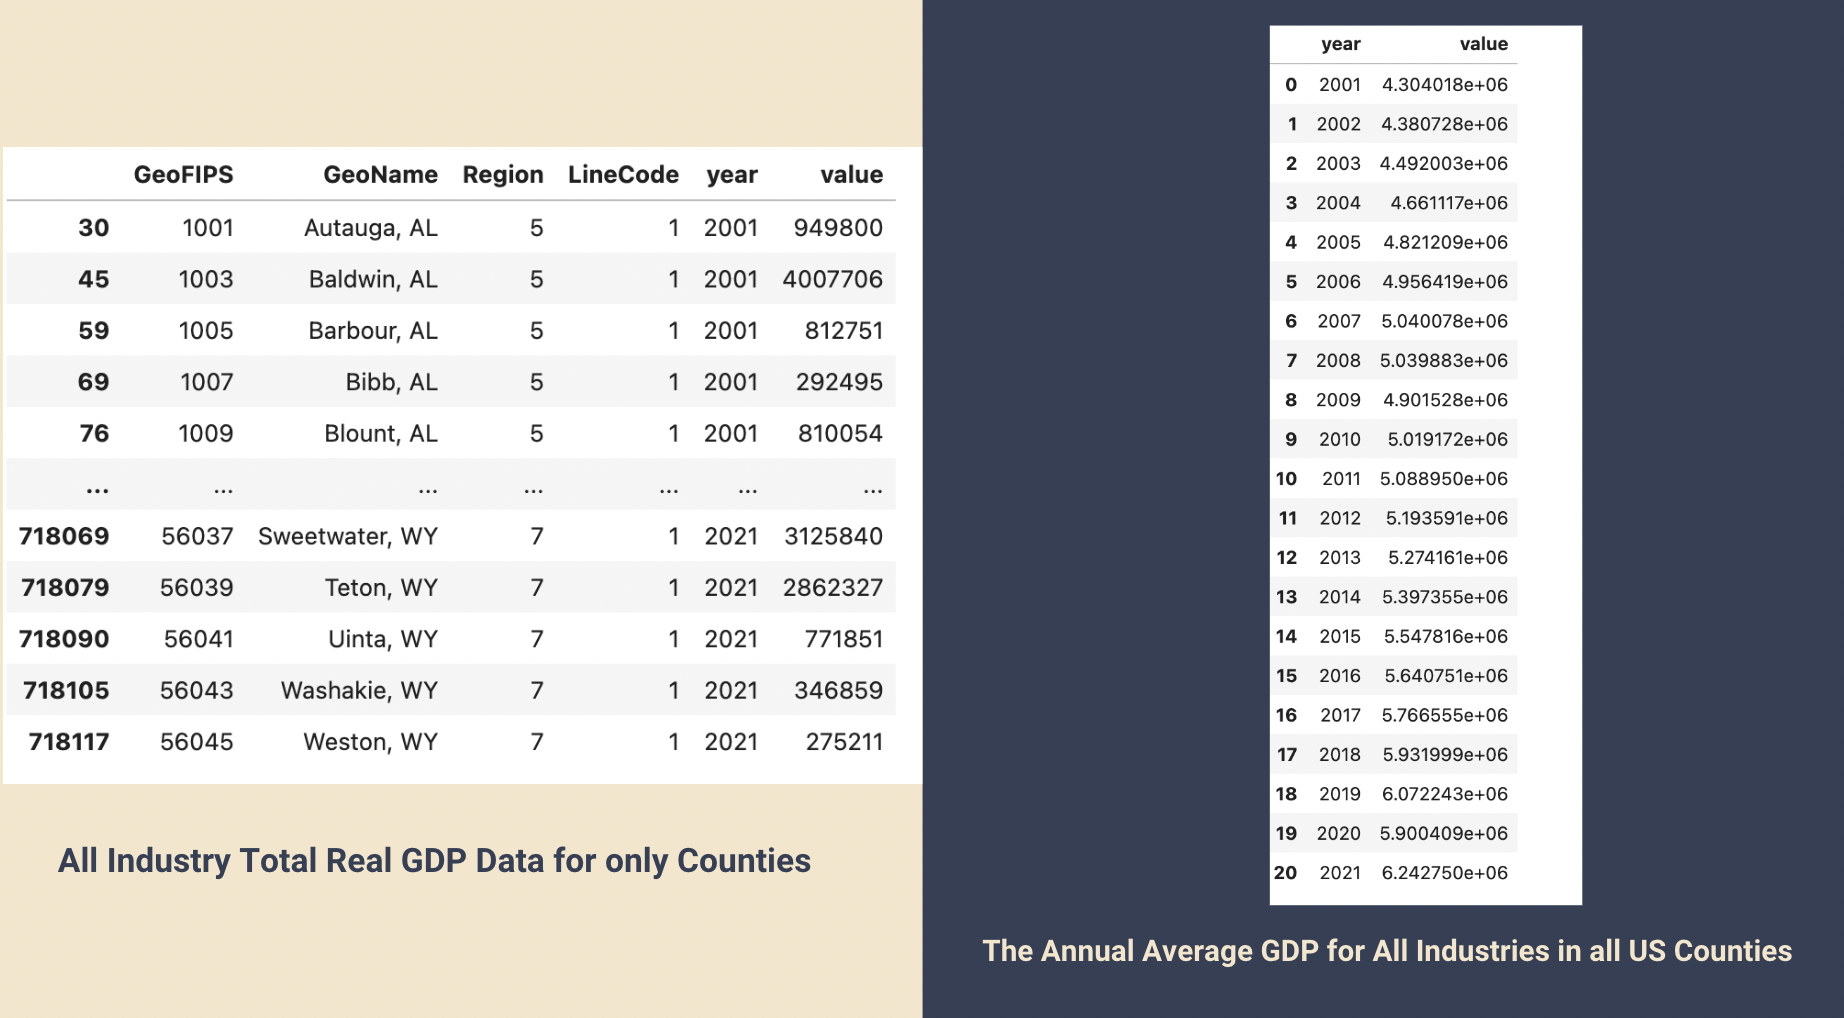 GeoFIPS GeoName Region LineCode year value
30 1001 Autauga, AL 5 1 2001 949800
45 1003 Baldwin, AL 5 1 2001 4007706
59 1005 Barbour, AL 5 1 2001 812751
69 1007 Bibb, AL 5 1 2001 292495
76 1009 Blount, AL 5 1 2001 810054
... ... ... ... ... ... ...
718069 56037 Sweetwater, WY 7 1 2021 3125840
718079 56039 Teton, WY 7 1 2021 2862327
718090 56041 Uinta, WY 7 1 2021 771851
718105 56043 Washakie, WY 7 1 2021 346859
718117 56045 Weston, WY 7 1 2021 275211
All Industry Total Real GDP Data for only Counties
year value
0 2001 4.304018e+06
1 2002 4.380728e+06
2 2003 4.492003e+06
3 2004 4.661117e+06
4 2005 4.821209e+06
5 2006 4.956419e+06
6 2007 5.040078e+06
7 2008 5.039883e+06
8 2009 4.901528e+06
9 2010 5.019172e+06
10 2011 5.088950e+06
11 2012 5.193591e+06
12 2013 5.274161e+06
13 2014 5.397355e+06
14 2015 5.547816e+06
15 2016 5.640751e+06
16 2017 5.766555e+06
17 2018 5.931999e+06
18 2019 6.072243e+06
19 2020 5.900409e+06
20 2021 6.242750e+06
The Annual Average GDP for All Industries in all US Counties